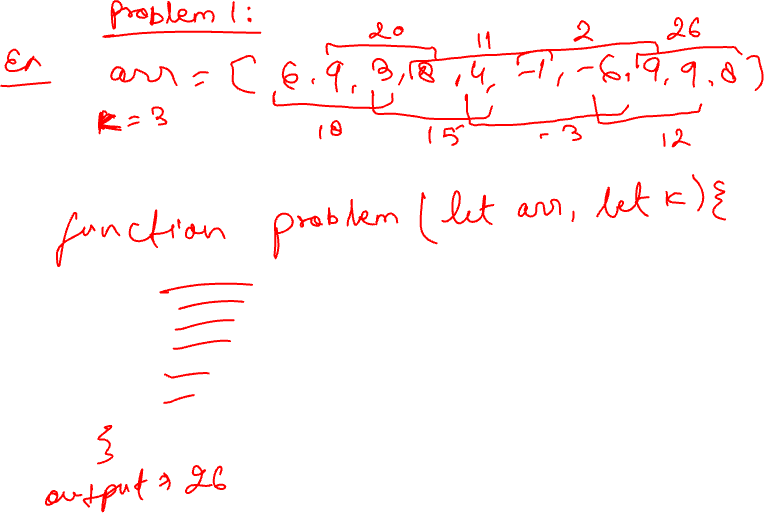 Problem 1:
20 11 2 26
Ex arr = [ 6, 9, 3, 8, 4, -1, -6, 9, 9, 8 ]
K = 3
18 15 -3 12
function problem (let arr, let K) {
}
output → 26